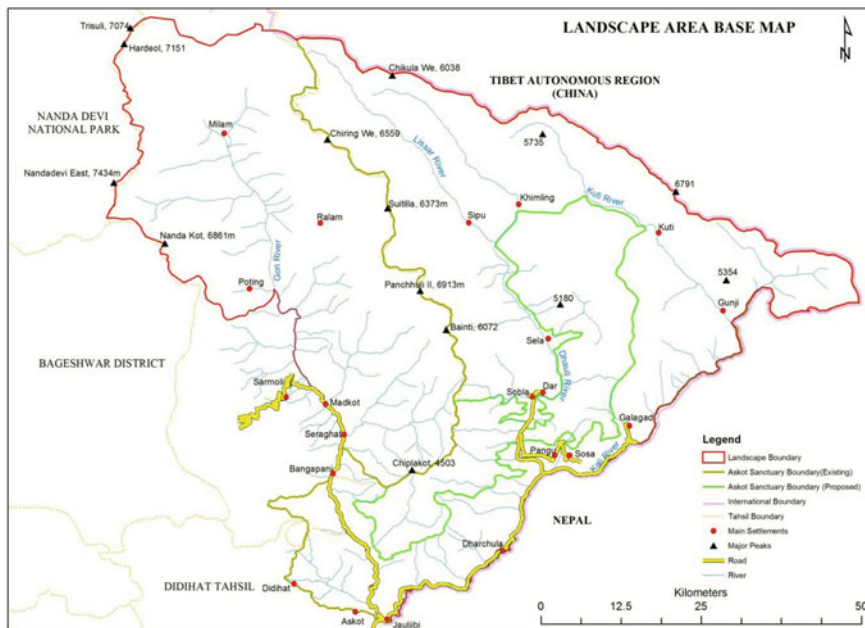 LANDSCAPE AREA BASE MAP
Trisuli, 7074
Hardeol, 7151
Chikula We, 6038
TIBET AUTONOMOUS REGION
(CHINA)
NANDA DEVI
NATIONAL PARK
Milam
Chiring We, 6559
Lissar River
5735
Nandadevi East, 7434m
Kuti River
6791
Khimling
Suitilla, 6373m
Ralam
Sipu
Kuti
Nanda Kot, 6861m
Gori River
Poting
Panchhuli II, 6913m
5354
5180
Gunji
Bainti, 6072
Sela
BAGESHWAR DISTRICT
Dhauli River
Sarmoli
Madkot
Sobla
Dar
Seraghat
Galagad
Bangapani
Chiplakot, 4503
Pangu
Sosa
Kali River
NEPAL
Dharchula
DIDIHAT TAHSIL
Didihat
Askot
Jauljibi
Legend
Landscape Boundary
Askot Sanctuary Boundary(Existing)
Askot Sanctuary Boundary (Proposed)
International Boundary
Tahsil Boundary
Main Settlements
Major Peaks
Road
River
Kilometers
0 12.5 25 50